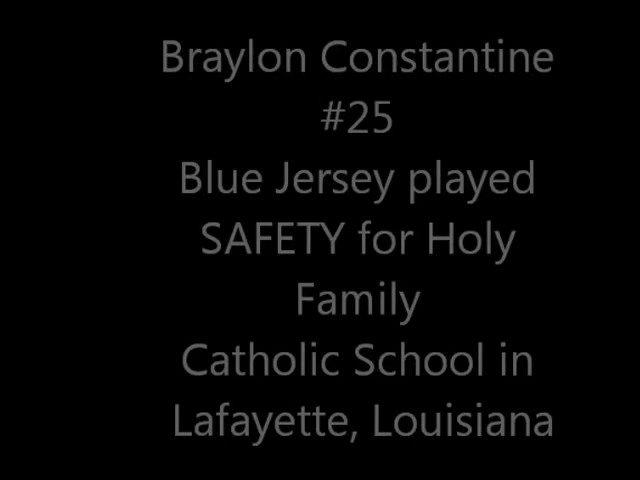 Braylon Constantine
#25
Blue Jersey played
SAFETY for Holy
Family
Catholic School in
Lafayette, Louisiana